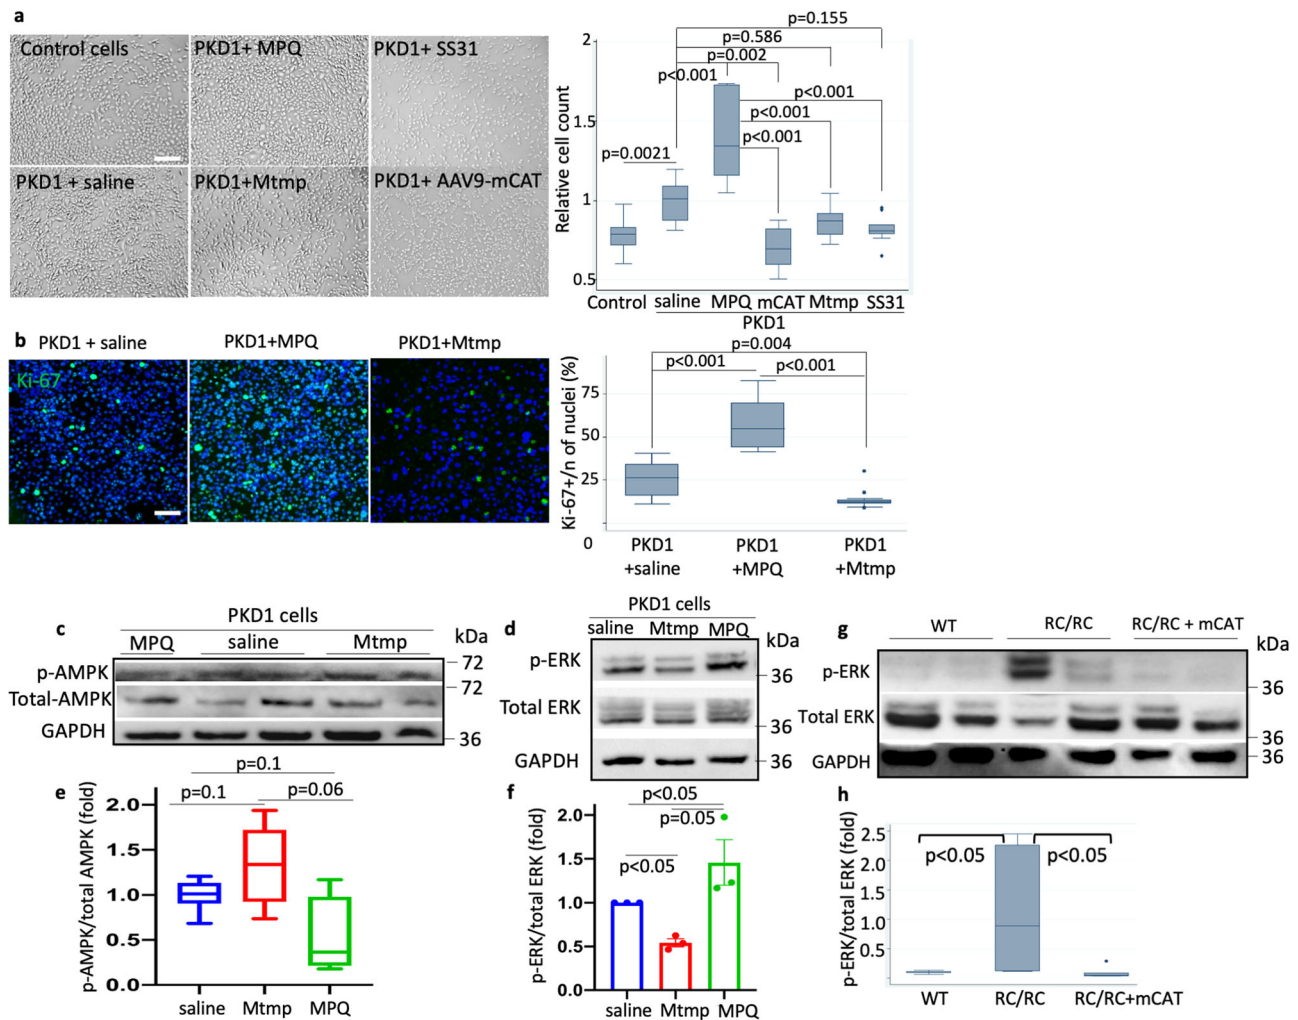 a
Control cells
PKD1+ MPQ
PKD1+ SS31
PKD1 + saline
PKD1+Mtmp
PKD1+ AAV9-mCAT
p=0.155
p=0.586
p=0.002
p<0.001
p<0.001
p<0.001
p<0.001
p=0.0021
Relative cell count
2
1.5
1
0.5
Control saline MPQ mCAT Mtmp SS31
PKD1
b
PKD1 + saline
PKD1+MPQ
PKD1+Mtmp
Ki-67
p=0.004
p<0.001
p<0.001
Ki-67+/n of nuclei (%)
75
50
25
0
PKD1 +saline
PKD1 +MPQ
PKD1 +Mtmp
c
PKD1 cells
MPQ saline Mtmp
kDa
p-AMPK
72
Total-AMPK
72
GAPDH
36
d
PKD1 cells
saline Mtmp MPQ
kDa
p-ERK
36
Total ERK
36
GAPDH
36
g
WT RC/RC RC/RC + mCAT
kDa
p-ERK
36
Total ERK
36
GAPDH
36
e
p=0.1
p=0.1
p=0.06
p-AMPK/total AMPK (fold)
2.0
1.5
1.0
0.5
0.0
saline Mtmp MPQ
f
p<0.05
p=0.05
p<0.05
p-ERK/total ERK (fold)
2.0
1.5
1.0
0.5
0.0
saline Mtmp MPQ
h
p<0.05
p<0.05
p-ERK/total ERK (fold)
2.5
2.0
1.5
1.0
0.5
WT RC/RC RC/RC+mCAT